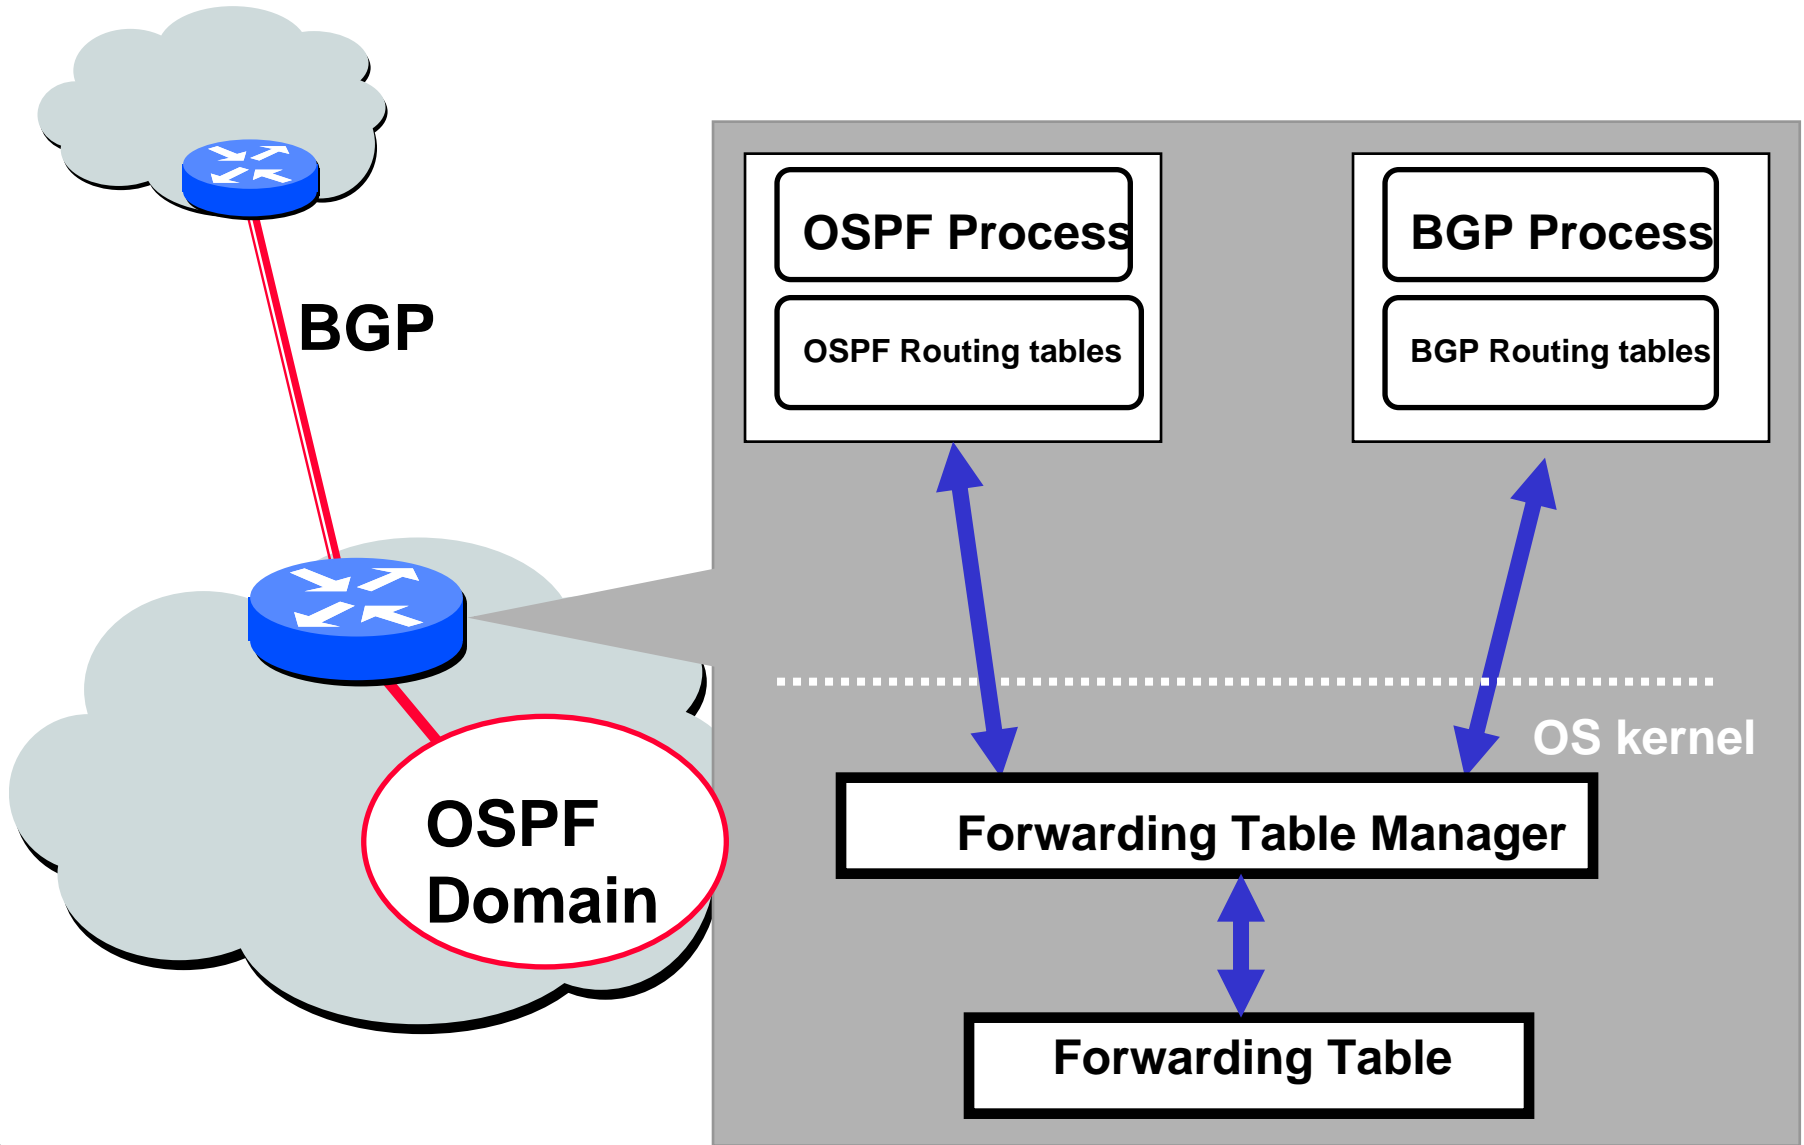 BGP
OSPF
Domain
OSPF Process
OSPF Routing tables
BGP Process
BGP Routing tables
OS kernel
Forwarding Table Manager
Forwarding Table